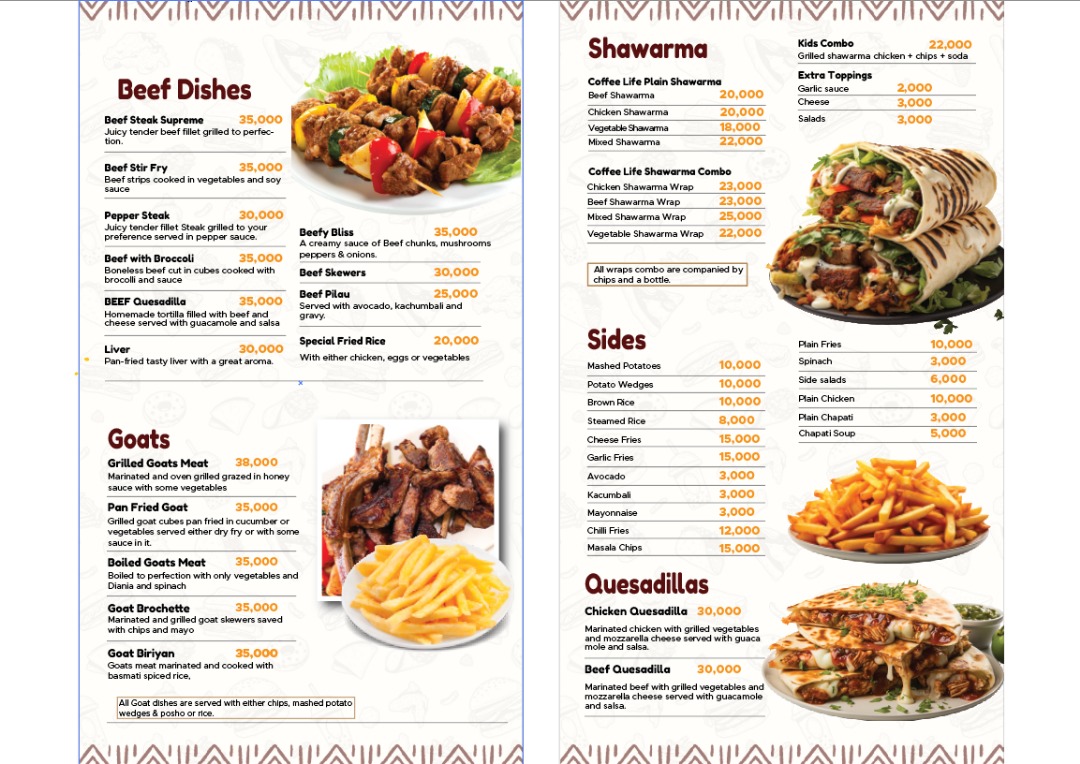 Beef Dishes
Beef Steak Supreme 35,000
Juicy tender beef fillet grilled to perfec-
tion.
Beef Stir Fry 35,000
Beef strips cooked in vegetables and soy
sauce
Pepper Steak 30,000
Juicy tender fillet Steak grilled to your
preference served in pepper sauce.
Beef with Broccoli 35,000
Boneless beef cut in cubes cooked with
brocolli and sauce
BEEF Quesadilla 35,000
Homemade tortilla filled with beef and
cheese served with guacamole and salsa
Liver 30,000
Pan-fried tasty liver with a great aroma.
Beefy Bliss 35,000
A creamy sauce of Beef chunks, mushrooms
peppers & onions.
Beef Skewers 30,000
Beef Pilau 25,000
Served with avocado, kachumbali and
gravy.
Special Fried Rice 20,000
With either chicken, eggs or vegetables
Goats
Grilled Goats Meat 38,000
Marinated and oven grilled grazed in honey
sauce with some vegetables
Pan Fried Goat 35,000
Grilled goat cubes pan fried in cucumber or
vegetables served either dry fry or with some
sauce in it.
Boiled Goats Meat 35,000
Boiled to perfection with only vegetables and
Diania and spinach
Goat Brochette 35,000
Marinated and grilled goat skewers saved
with chips and mayo
Goat Biriyan 35,000
Goats meat marinated and cooked with
basmati spiced rice,
All Goat dishes are served with either chips, mashed potato
wedges & posho or rice.
Shawarma
Coffee Life Plain Shawarma
Beef Shawarma 20,000
Chicken Shawarma 20,000
Vegetable Shawarma 18,000
Mixed Shawarma 22,000
Coffee Life Shawarma Combo
Chicken Shawarma Wrap 23,000
Beef Shawarma Wrap 23,000
Mixed Shawarma Wrap 25,000
Vegetable Shawarma Wrap 22,000
All wraps combo are companied by
chips and a bottle.
Kids Combo 22,000
Grilled shawarma chicken + chips + soda
Extra Toppings
Garlic sauce 2,000
Cheese 3,000
Salads 3,000
Sides
Mashed Potatoes 10,000
Potato Wedges 10,000
Brown Rice 10,000
Steamed Rice 8,000
Cheese Fries 15,000
Garlic Fries 15,000
Avocado 3,000
Kacumbali 3,000
Mayonnaise 3,000
Chilli Fries 12,000
Masala Chips 15,000
Plain Fries 10,000
Spinach 3,000
Side salads 6,000
Plain Chicken 10,000
Plain Chapati 3,000
Chapati Soup 5,000
Quesadillas
Chicken Quesadilla 30,000
Marinated chicken with grilled vegetables
and mozzarella cheese served with guaca
mole and salsa.
Beef Quesadilla 30,000
Marinated beef with grilled vegetables and
mozzarella cheese served with guacamole
and salsa.